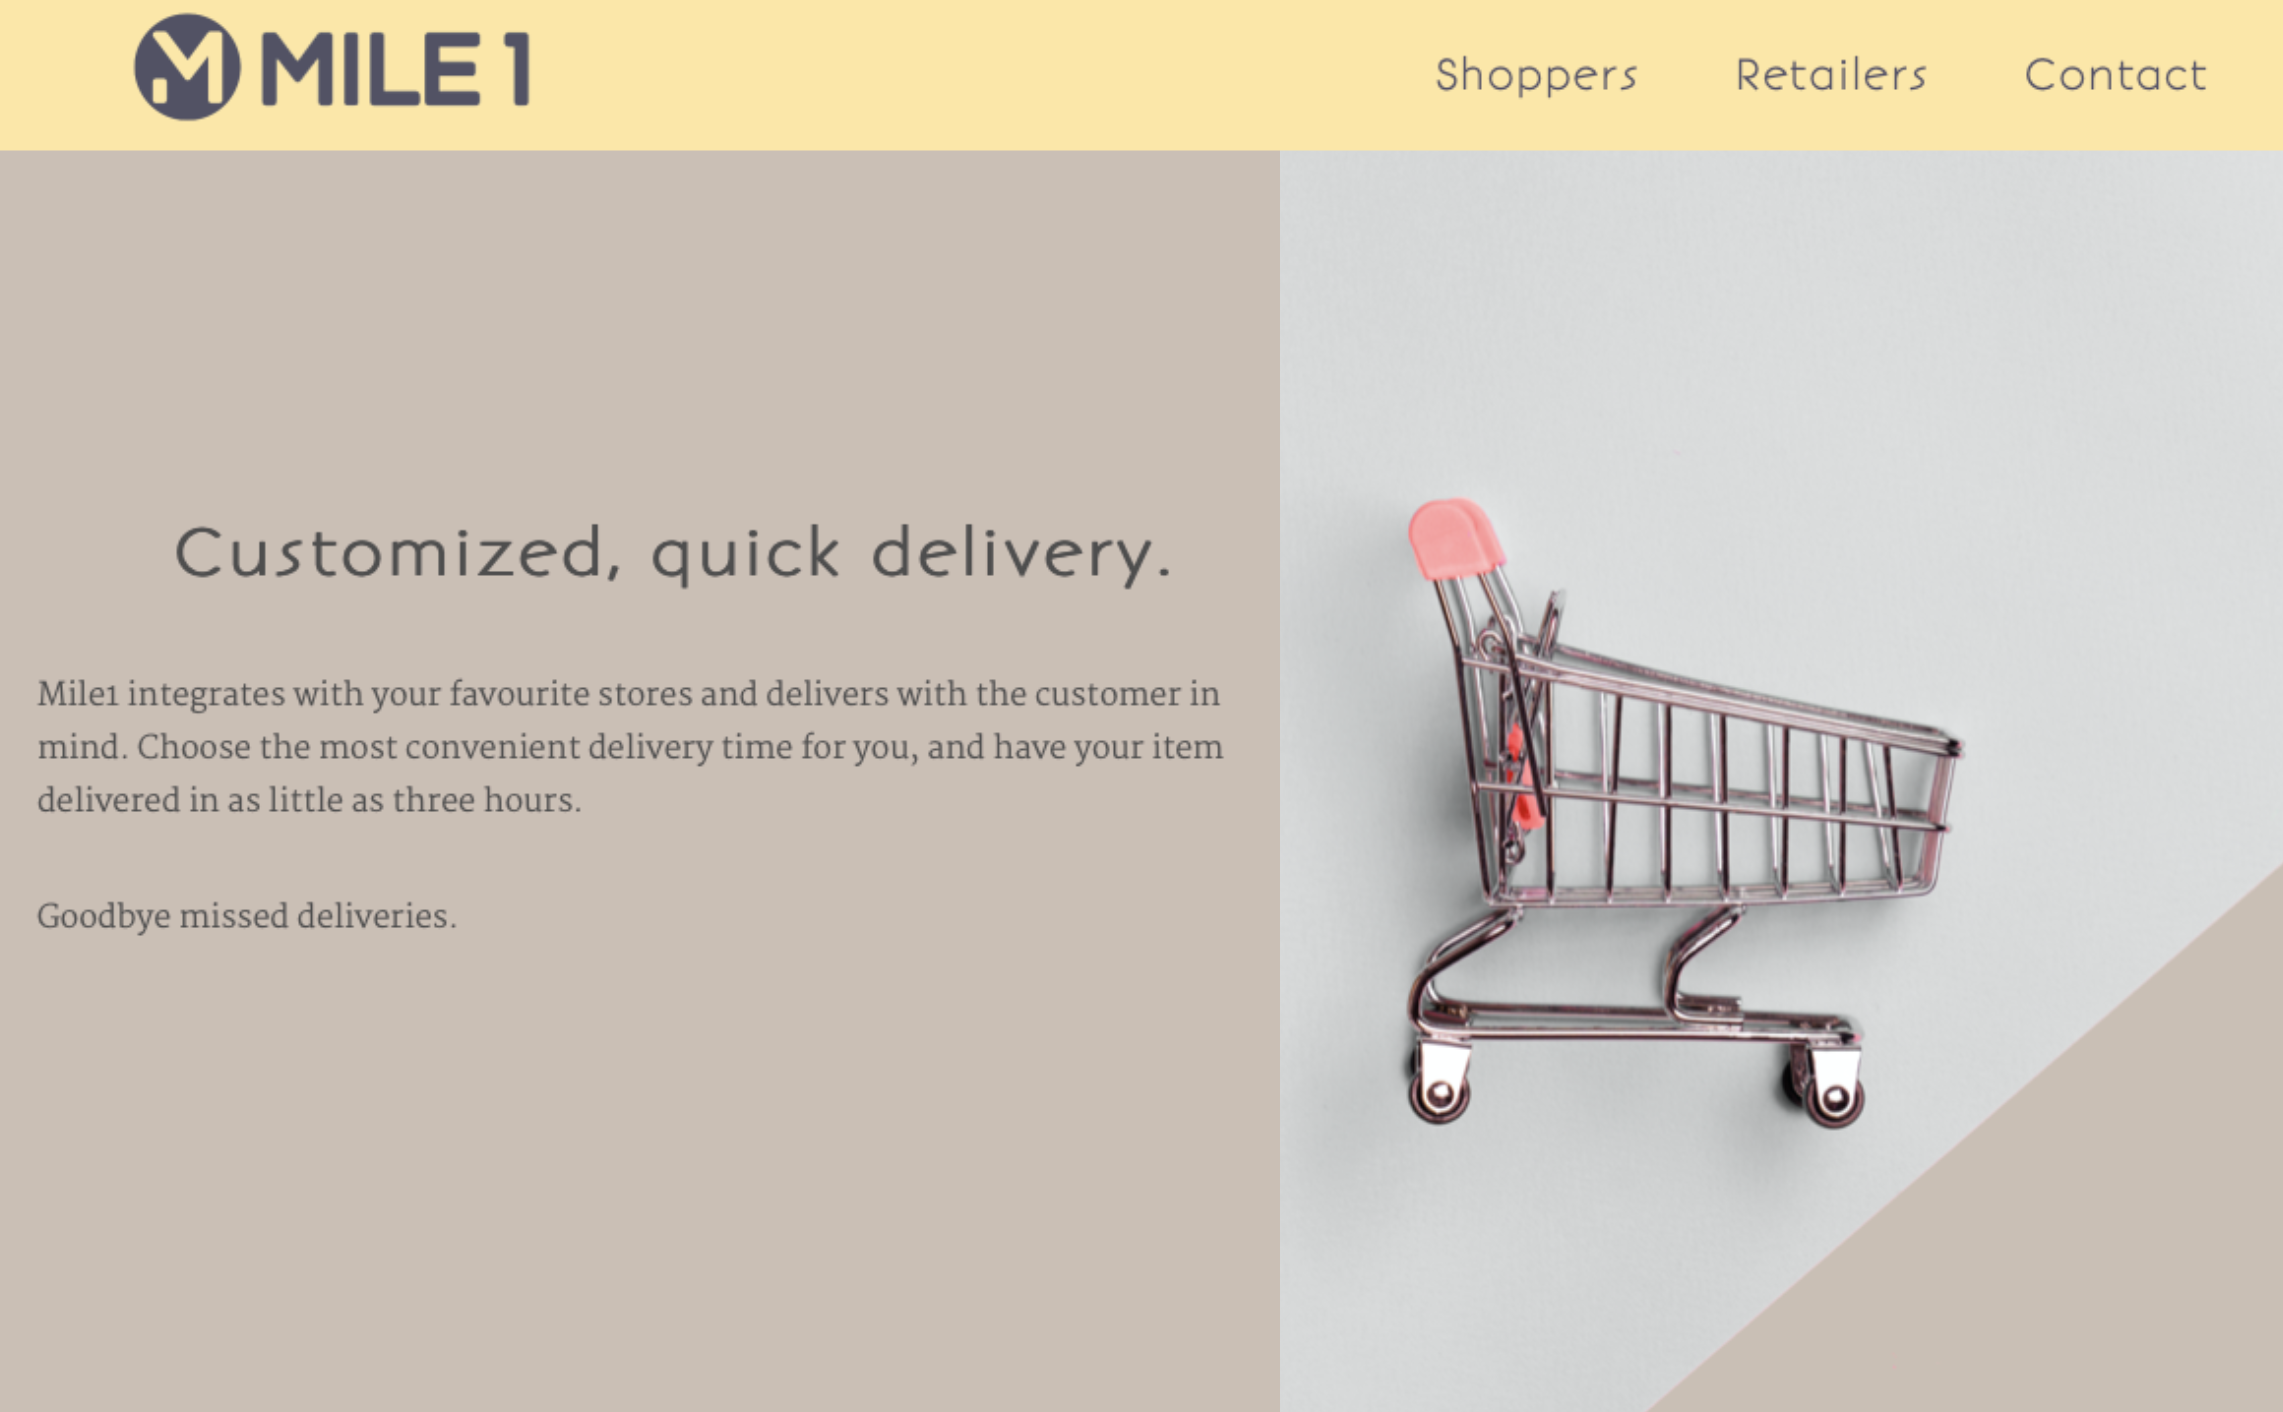 MILE 1
Shoppers Retailers Contact
Customized, quick delivery.
Mile1 integrates with your favourite stores and delivers with the customer in
mind. Choose the most convenient delivery time for you, and have your item
delivered in as little as three hours.
Goodbye missed deliveries.